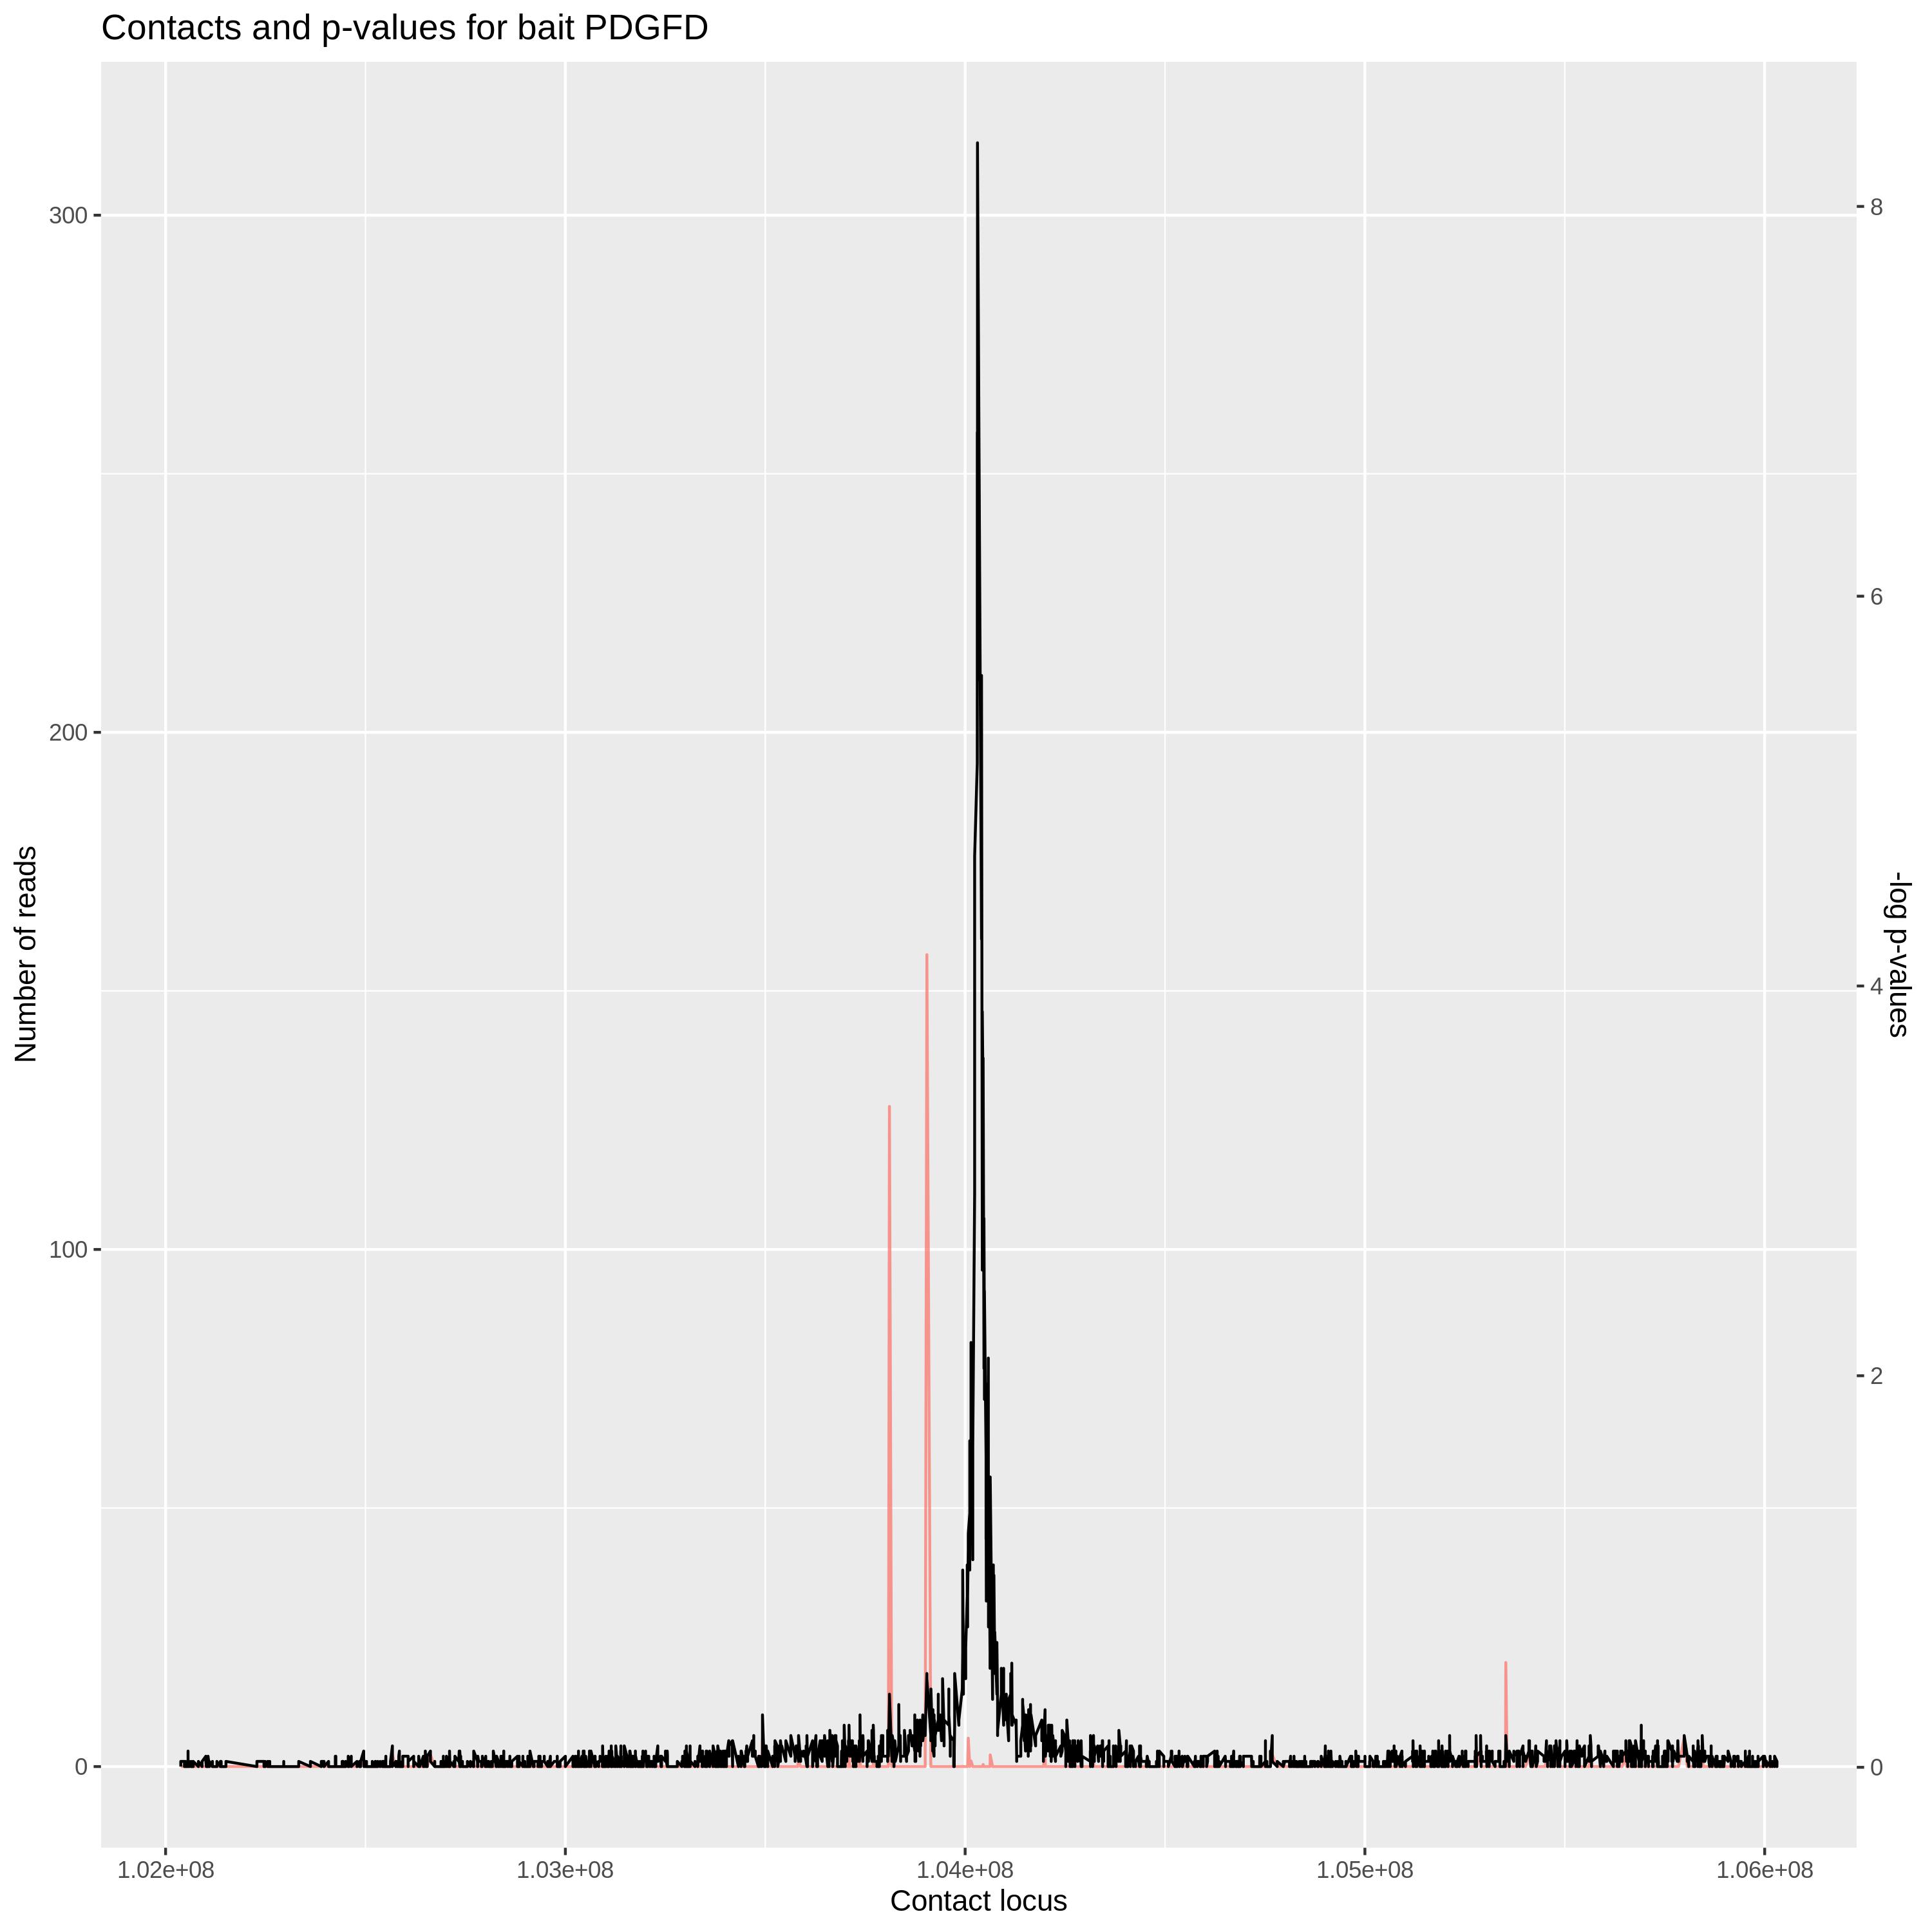 Contacts and p-values for bait PDGFD
300
200
100
0
Number of reads
8
6
4
2
0
-log p-values
1.02e+08
1.03e+08
1.04e+08
1.05e+08
1.06e+08
Contact locus